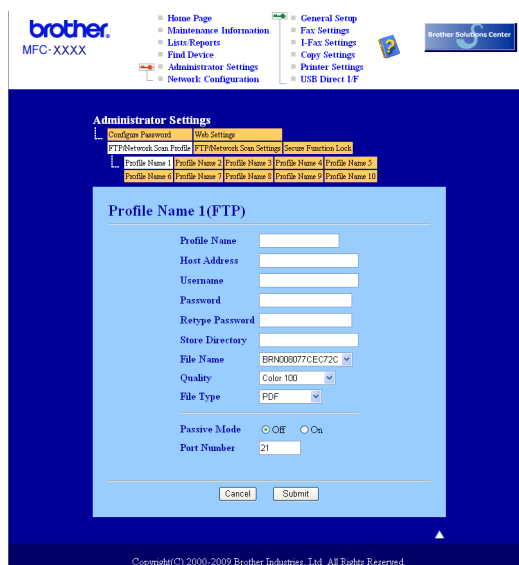 brother®
MFC-XXXX
Home Page
Maintenance Information
Lists/Reports
Find Device
Administrator Settings
Network Configuration
General Setup
Fax Settings
I-Fax Settings
Copy Settings
Printer Settings
USB Direct I/F
Brother Solutions Center
Administrator Settings
Configure Password Web Settings
FTP/Network Scan Profile FTP/Network Scan Settings Secure Function Lock
Profile Name 1 Profile Name 2 Profile Name 3 Profile Name 4 Profile Name 5
Profile Name 6 Profile Name 7 Profile Name 8 Profile Name 9 Profile Name 10
Profile Name 1(FTP)
Profile Name
Host Address
Username
Password
Retype Password
Store Directory
File Name BRN008077CEC72C
Quality Color 100
File Type PDF
Passive Mode Off On
Port Number 21
Cancel Submit
Copyright(C) 2000-2009 Brother Industries, Ltd. All Rights Reserved.